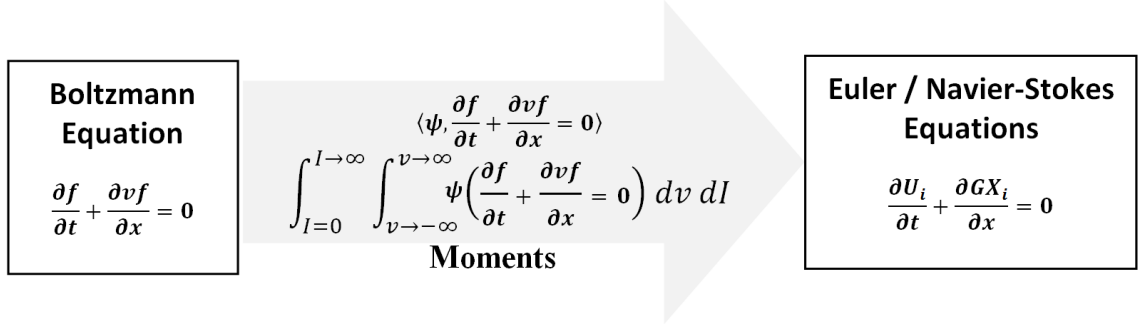 Boltzmann
Equation
∂f/∂t + ∂vf/∂x = 0
⟨ψ, ∂f/∂t + ∂vf/∂x = 0⟩
∫_{I=0}^{I→∞} ∫_{v→−∞}^{v→∞} ψ(∂f/∂t + ∂vf/∂x = 0) dv dI
Moments
Euler / Navier-Stokes
Equations
∂U_i/∂t + ∂GX_i/∂x = 0